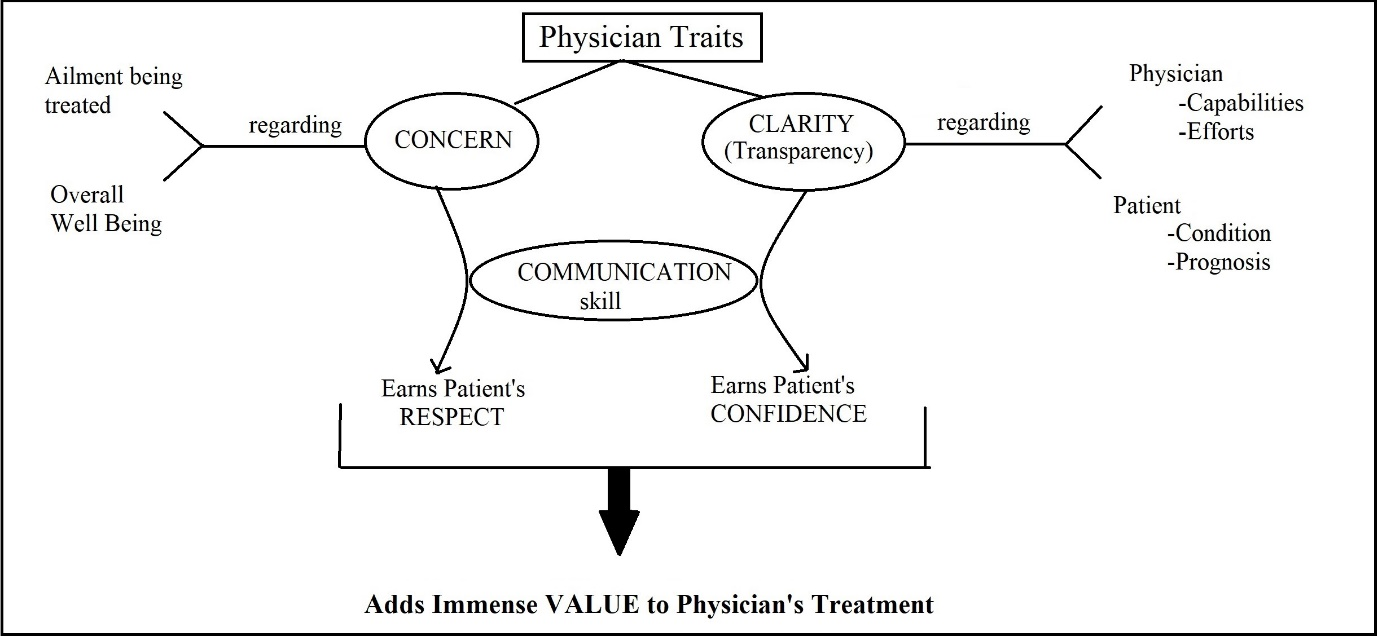 Physician Traits
Ailment being
treated
regarding
Overall
Well Being
CONCERN
CLARITY
(Transparency)
regarding
Physician
-Capabilities
-Efforts
Patient
-Condition
-Prognosis
COMMUNICATION
skill
Earns Patient's
RESPECT
Earns Patient's
CONFIDENCE
Adds Immense VALUE to Physician's Treatment